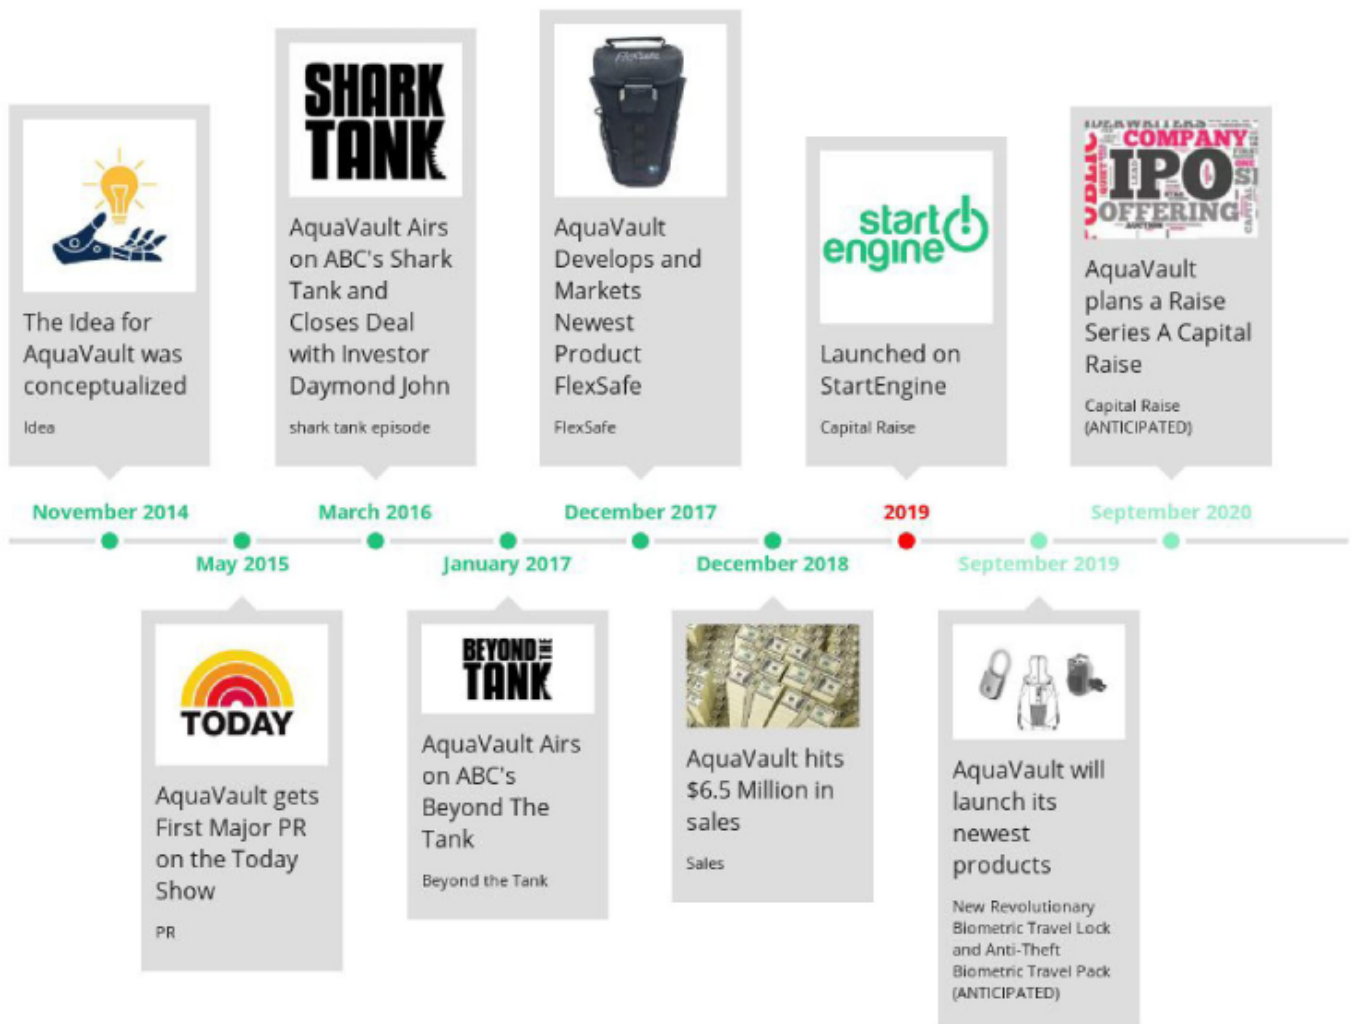 SHARK
TANK
FlexSafe
start
engine
UNDERWRITERS
COMPANY
PUBLIC
IPO
OFFERING
AUCTION
CAPITAL
The Idea for
AquaVault was
conceptualized
Idea
AquaVault Airs
on ABC's Shark
Tank and
Closes Deal
with Investor
Daymond John
shark tank episode
AquaVault
Develops and
Markets
Newest
Product
FlexSafe
FlexSafe
Launched on
StartEngine
Capital Raise
AquaVault
plans a Raise
Series A Capital
Raise
Capital Raise
(ANTICIPATED)
November 2014
March 2016
December 2017
2019
September 2020
May 2015
January 2017
December 2018
September 2019
TODAY
AquaVault gets
First Major PR
on the Today
Show
PR
BEYOND THE
TANK
AquaVault Airs
on ABC's
Beyond The
Tank
Beyond the Tank
AquaVault hits
$6.5 Million in
sales
Sales
AquaVault will
launch its
newest
products
New Revolutionary
Biometric Travel Lock
and Anti-Theft
Biometric Travel Pack
(ANTICIPATED)